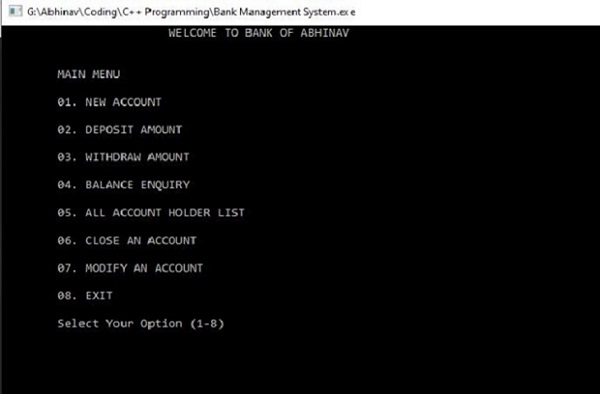 G:\Abhinav\Coding\C++ Programming\Bank Management System.exe
WELCOME TO BANK OF ABHINAV
MAIN MENU
01. NEW ACCOUNT
02. DEPOSIT AMOUNT
03. WITHDRAW AMOUNT
04. BALANCE ENQUIRY
05. ALL ACCOUNT HOLDER LIST
06. CLOSE AN ACCOUNT
07. MODIFY AN ACCOUNT
08. EXIT
Select Your Option (1-8)